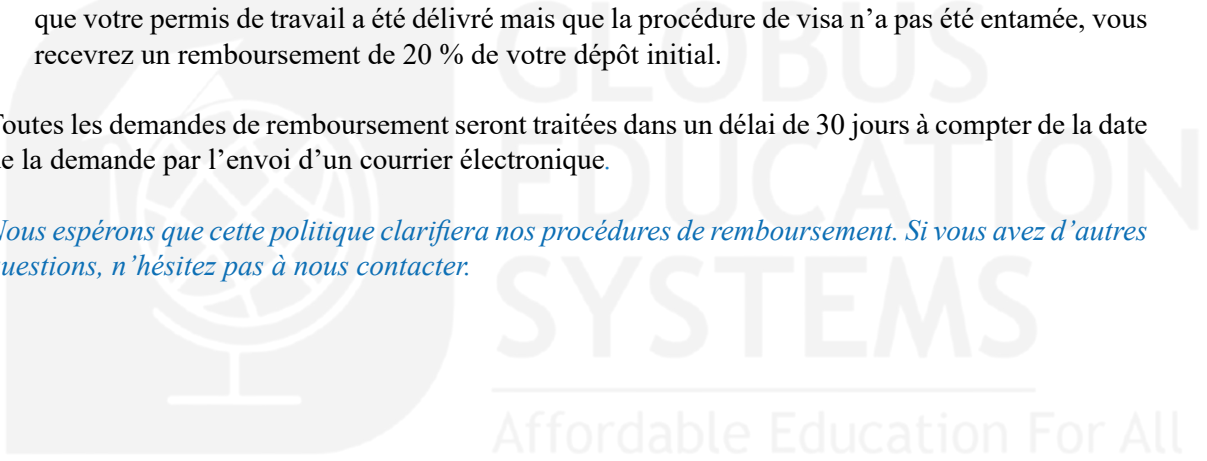 que votre permis de travail a été délivré mais que la procédure de visa n’a pas été entamée, vous
recevrez un remboursement de 20 % de votre dépôt initial.
Toutes les demandes de remboursement seront traitées dans un délai de 30 jours à compter de la date
de la demande par l’envoi d’un courrier électronique.
Nous espérons que cette politique clarifiera nos procédures de remboursement. Si vous avez d’autres
questions, n’hésitez pas à nous contacter.
GLOBUS
EDUCATION
SYSTEMS
Affordable Education For All